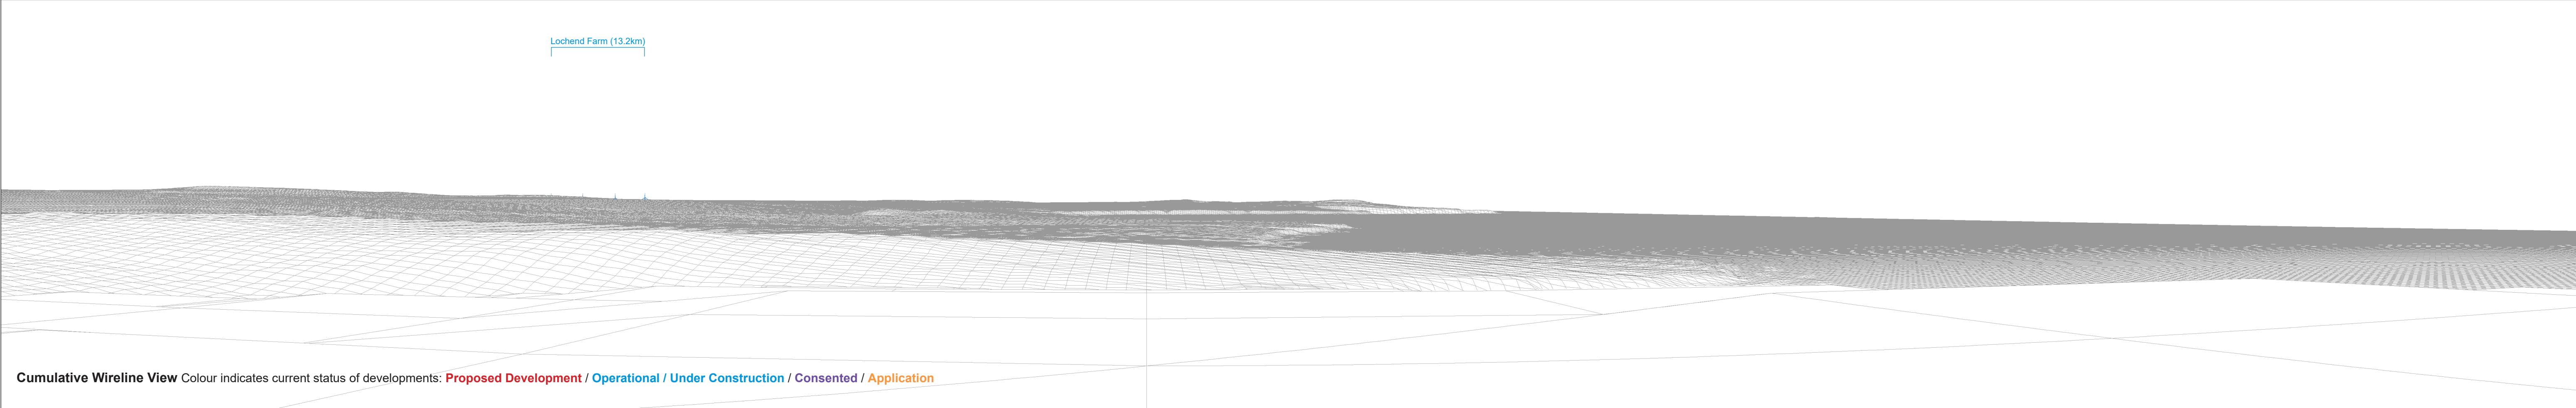 Lochend Farm (13.2km)
Cumulative Wireline View Colour indicates current status of developments: Proposed Development / Operational / Under Construction / Consented / Application